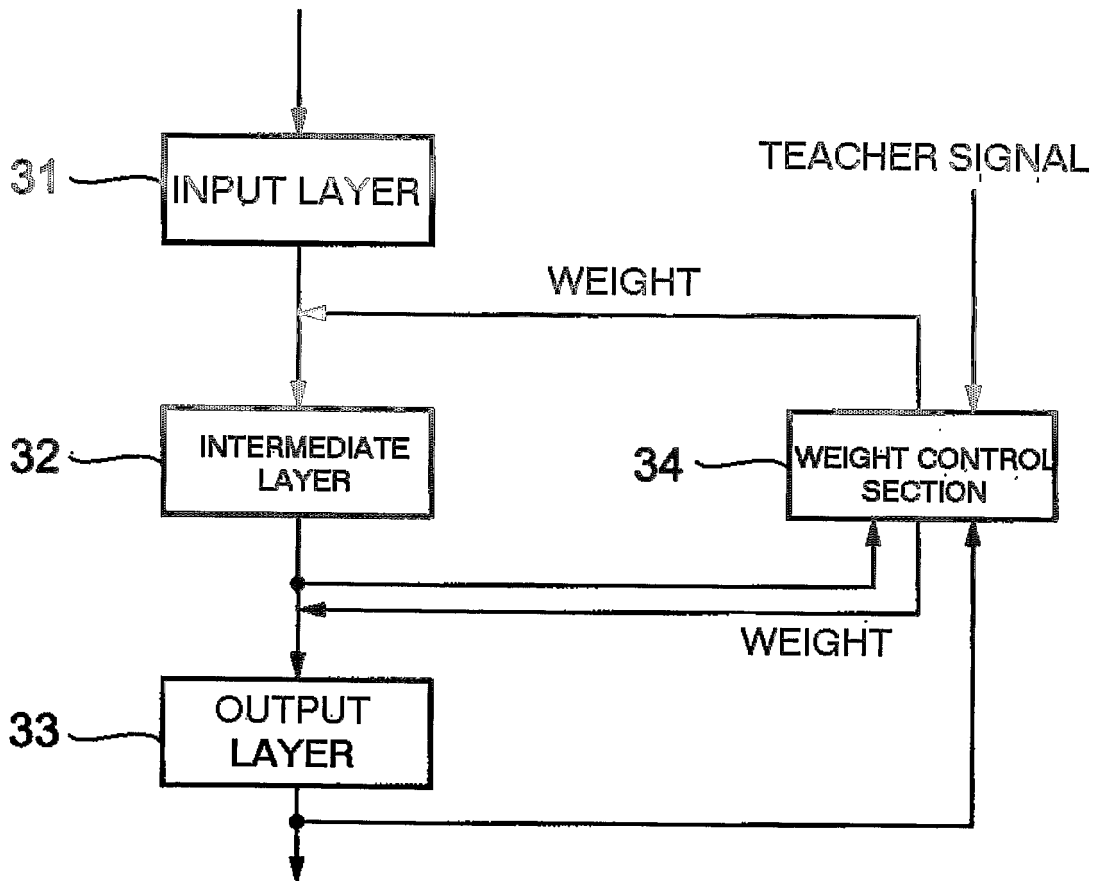 31
INPUT LAYER
TEACHER SIGNAL
WEIGHT
32
INTERMEDIATE
LAYER
34
WEIGHT CONTROL
SECTION
WEIGHT
33
OUTPUT
LAYER